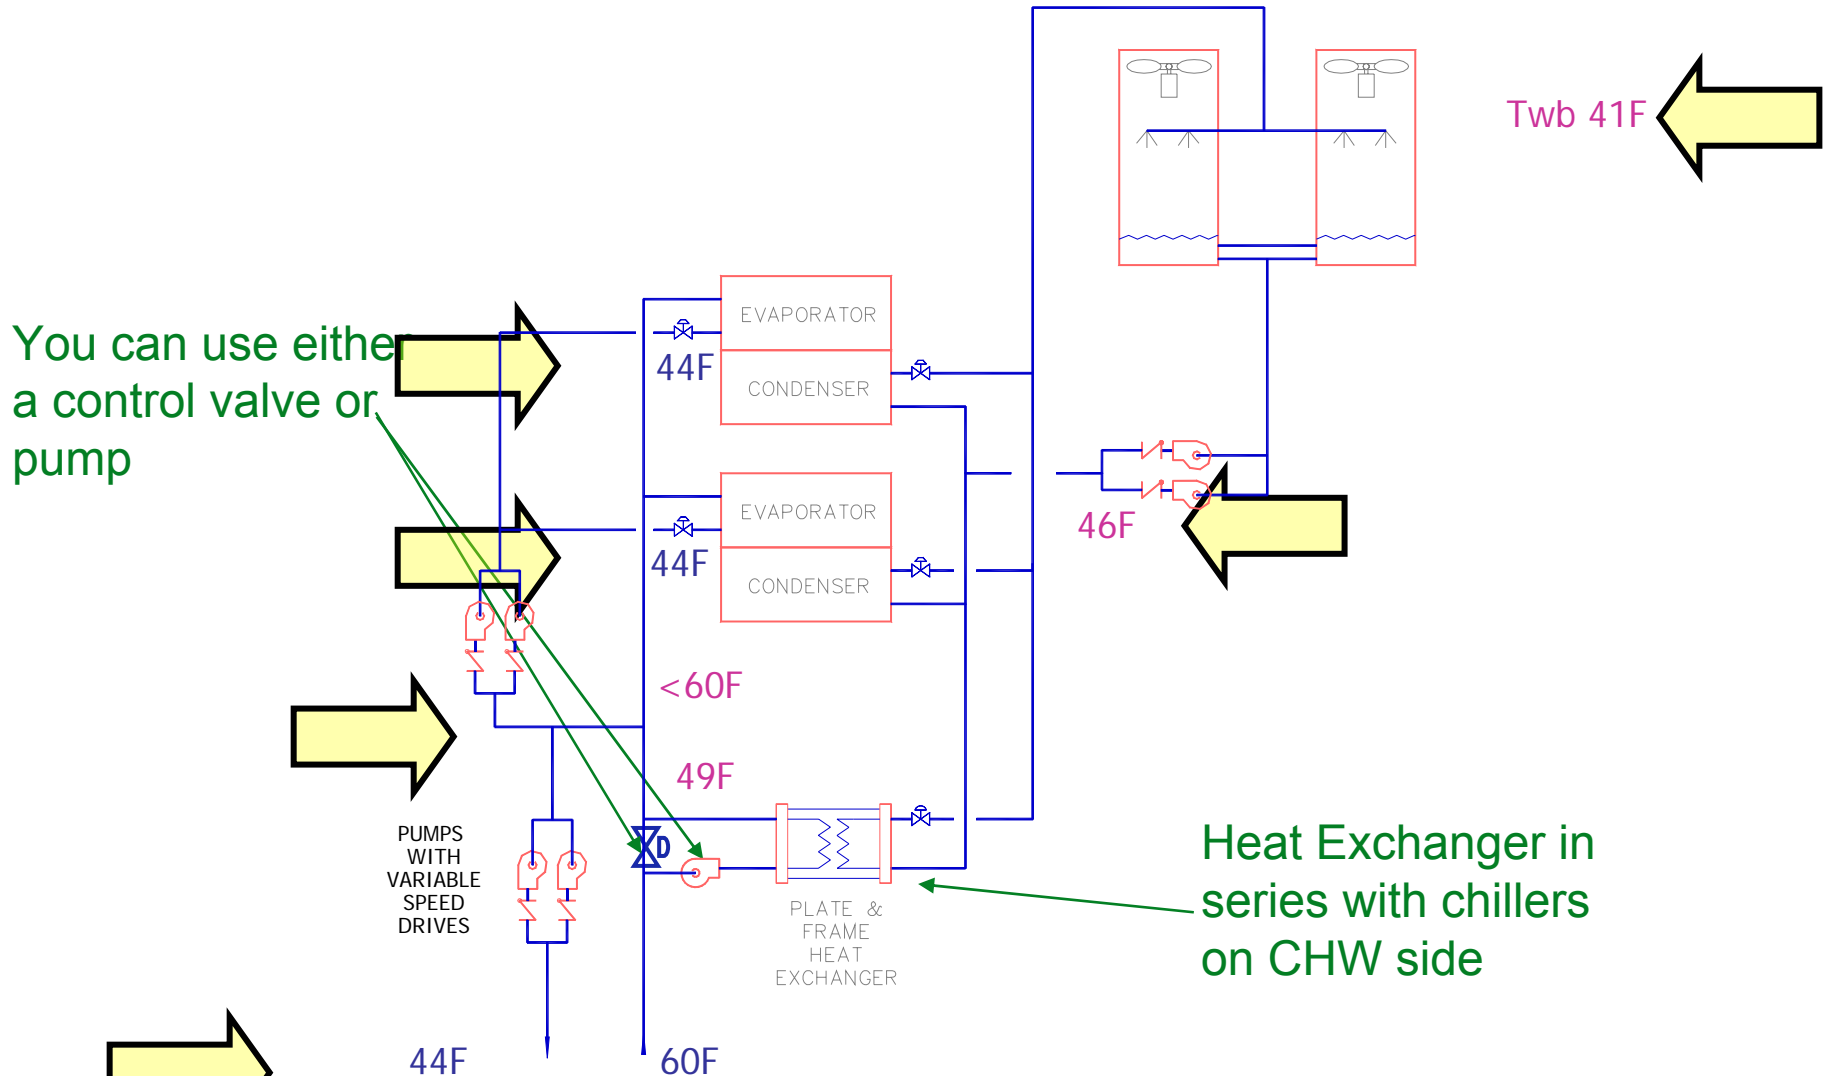 Twb 41F
EVAPORATOR
You can use either
44F
a control valve or
CONDENSER
pump
EVAPORATOR
46F
44F
CONDENSER
<60F
49F
D
PUMPS
WITH
VARIABLE
SPEED
DRIVES
Heat Exchanger in
series with chillers
on CHW side
PLATE &
FRAME
HEAT
EXCHANGER
44F
60F